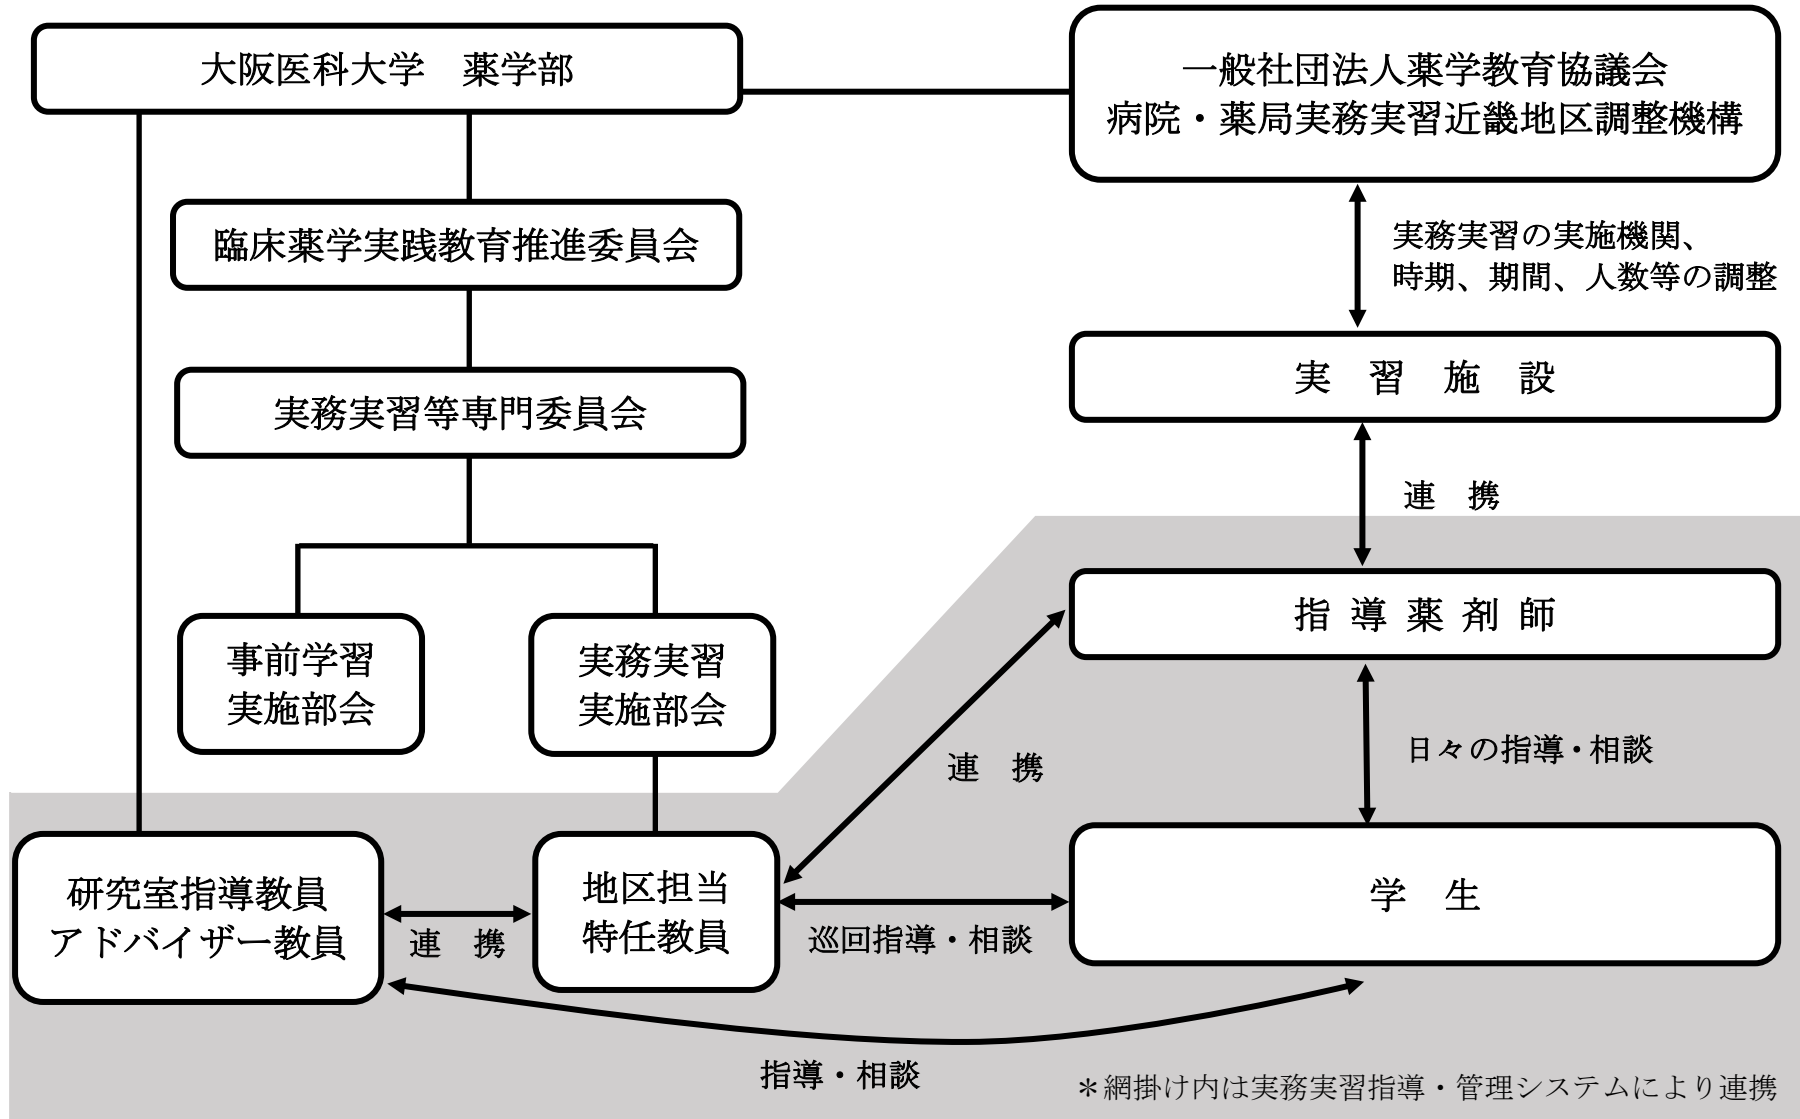 大阪医科大学　薬学部
一般社団法人薬学教育協議会
病院・薬局実務実習近畿地区調整機構
臨床薬学実践教育推進委員会
実務実習の実施機関、
時期、期間、人数等の調整
実務実習等専門委員会
実　習　施　設
連　携
事前学習
実施部会
実務実習
実施部会
指 導 薬 剤 師
連　携
日々の指導・相談
研究室指導教員
アドバイザー教員
連　携
地区担当
特任教員
巡回指導・相談
学　生
指導・相談
＊網掛け内は実務実習指導・管理システムにより連携